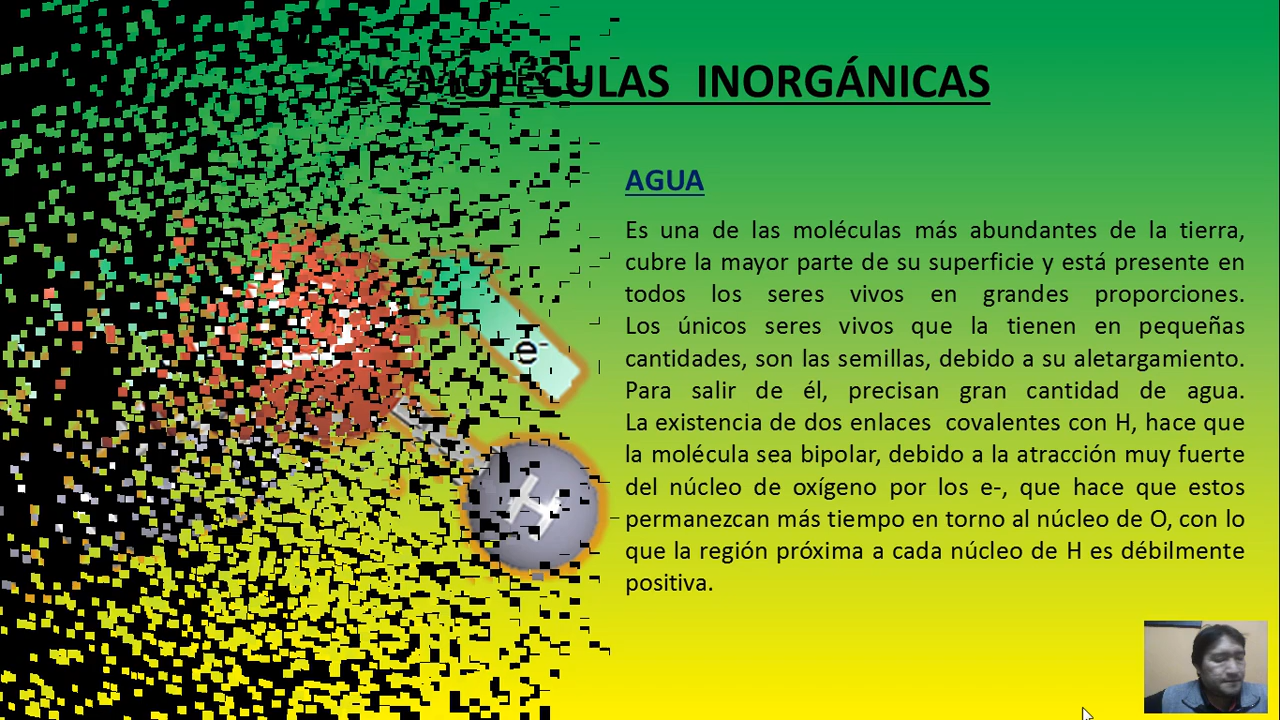 BIOMOLÉCULAS INORGÁNICAS
AGUA
Es una de las moléculas más abundantes de la tierra,
cubre la mayor parte de su superficie y está presente en
todos los seres vivos en grandes proporciones.
Los únicos seres vivos que la tienen en pequeñas
cantidades, son las semillas, debido a su aletargamiento.
Para salir de él, precisan gran cantidad de agua.
La existencia de dos enlaces covalentes con H, hace que
la molécula sea bipolar, debido a la atracción muy fuerte
del núcleo de oxígeno por los e-, que hace que estos
permanezcan más tiempo en torno al núcleo de O, con lo
que la región próxima a cada núcleo de H es débilmente
positiva.
e-
H